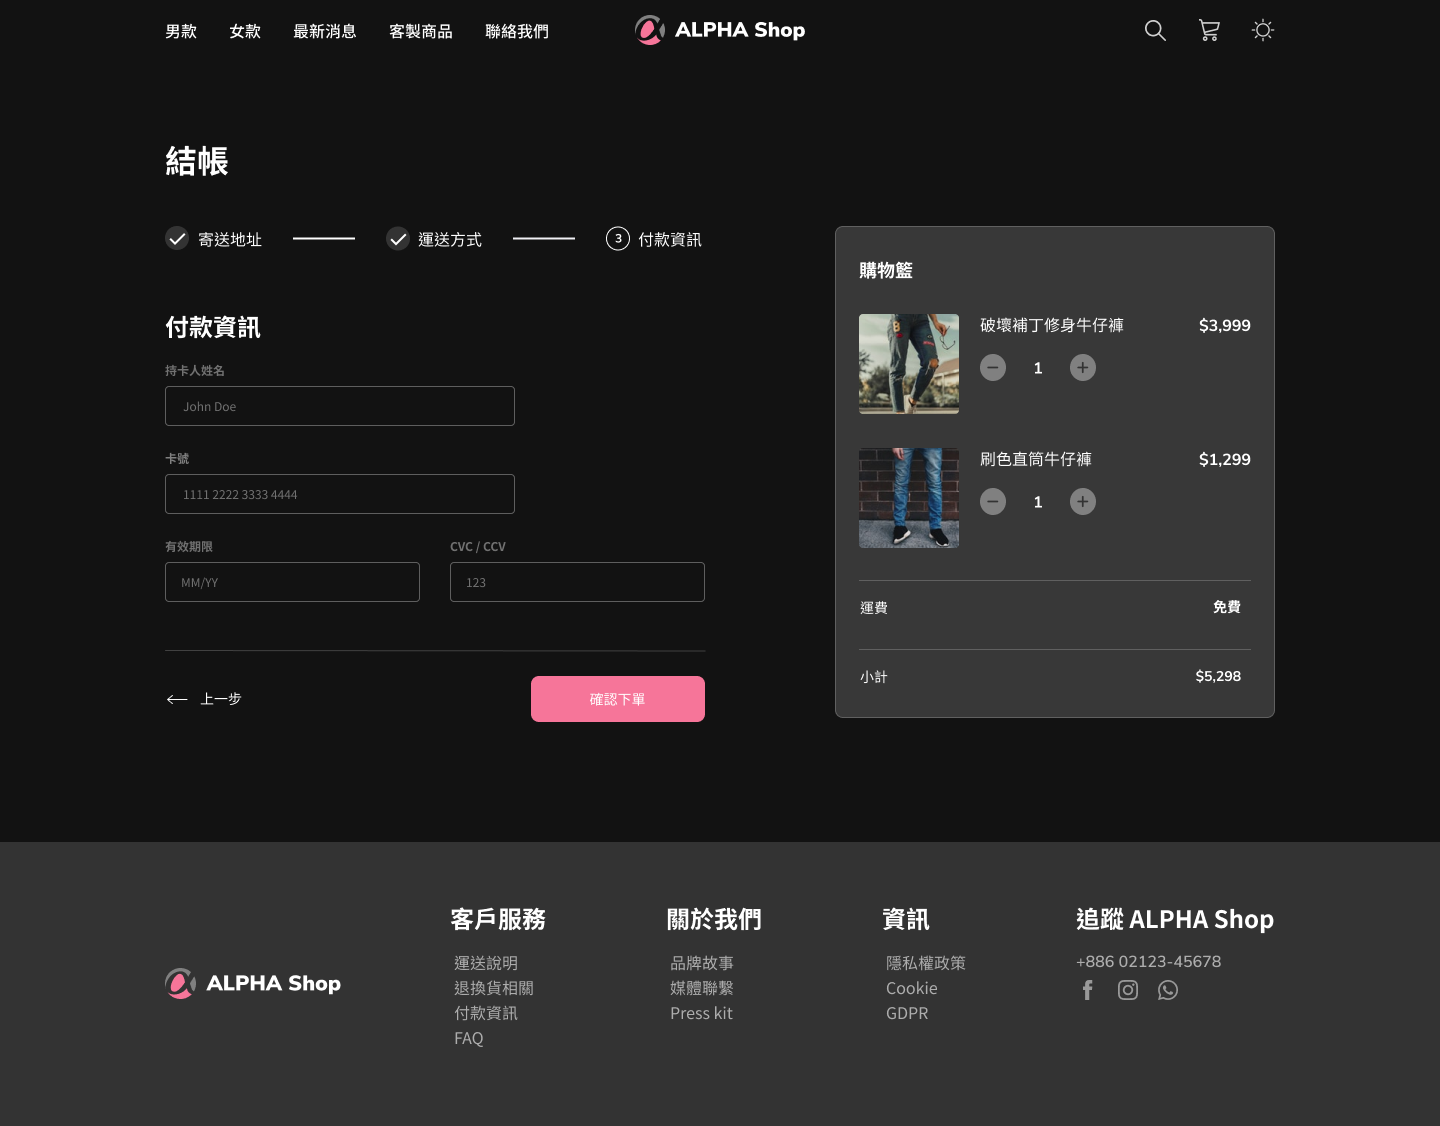 男款 女款 最新消息 客製商品 聯絡我們 ALPHA Shop
結帳
寄送地址 運送方式 3 付款資訊
付款資訊
持卡人姓名
John Doe
卡號
1111 2222 3333 4444
有效期限 CVC / CCV
MM/YY 123
上一步 確認下單
購物籃
破壞補丁修身牛仔褲 $3,999
1
刷色直筒牛仔褲 $1,299
1
運費 免費
小計 $5,298
ALPHA Shop
客戶服務
運送說明
退換貨相關
付款資訊
FAQ
關於我們
品牌故事
媒體聯繫
Press kit
資訊
隱私權政策
Cookie
GDPR
追蹤 ALPHA Shop
+886 02123-45678